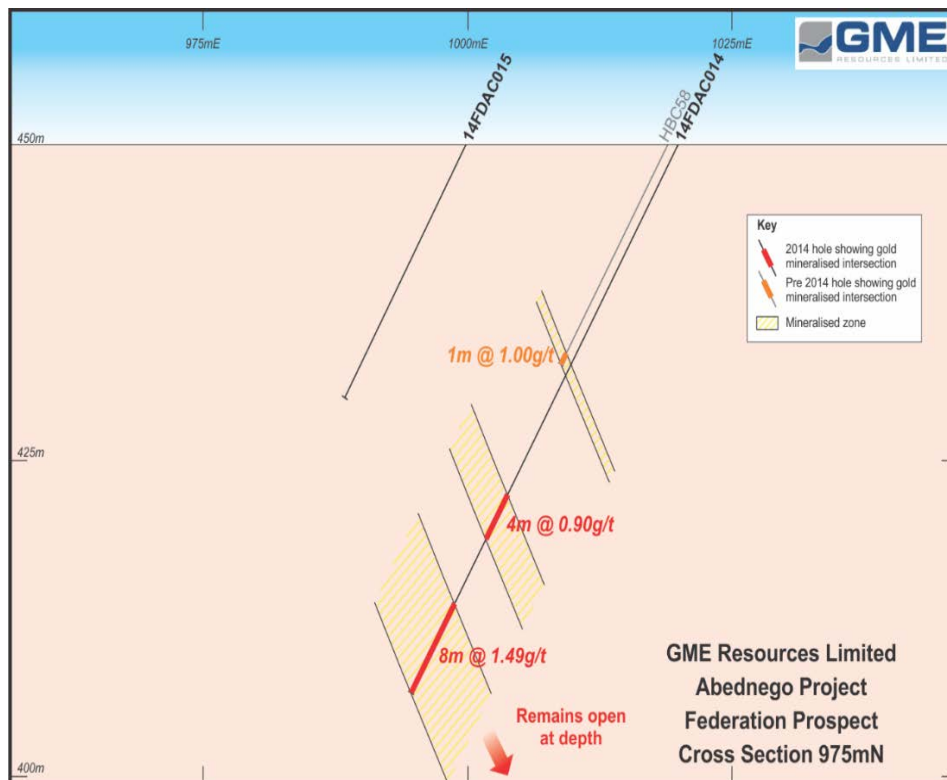 975mE
1000mE
1025mE
GME
RESOURCES LIMITED
14FDAC015
HBC58
14FDAC014
450m
Key
2014 hole showing gold
mineralised intersection
Pre 2014 hole showing gold
mineralised intersection
Mineralised zone
1m @ 1.00g/t
425m
4m @ 0.90g/t
8m @ 1.49g/t
Remains open
at depth
GME Resources Limited
Abednego Project
Federation Prospect
Cross Section 975mN
400m